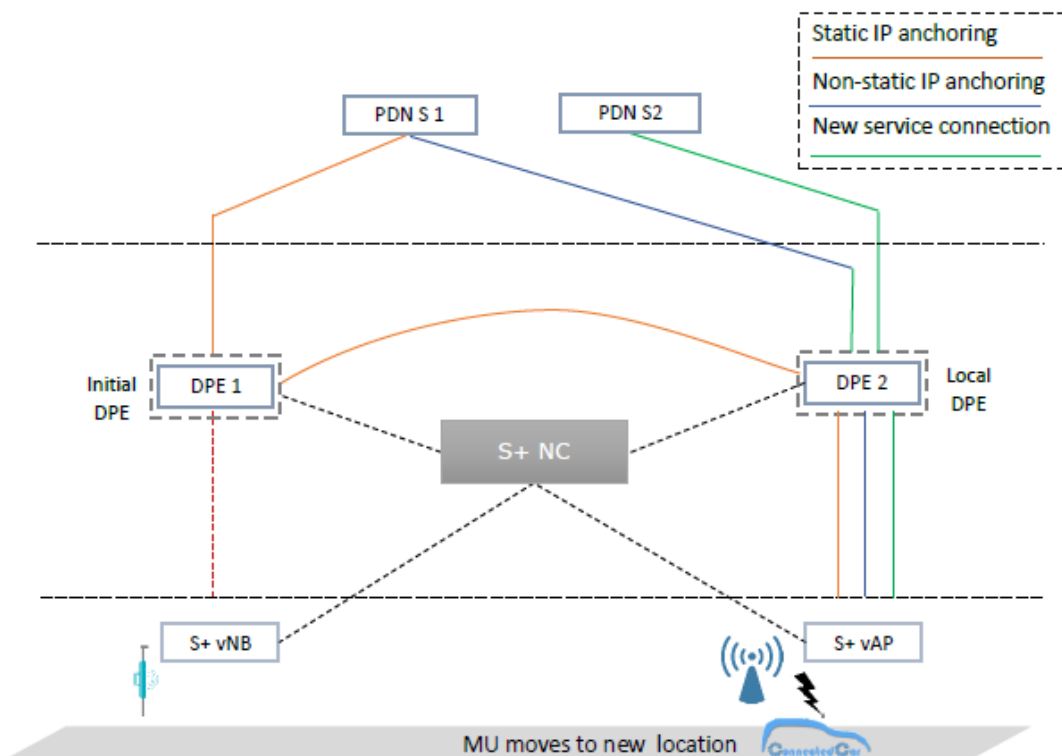 Static IP anchoring
Non-static IP anchoring
New service connection
PDN S 1
PDN S2
Initial
DPE
DPE 1
DPE 2
Local
DPE
S+ NC
S+ vNB
S+ vAP
MU moves to new location
ConnectedCar